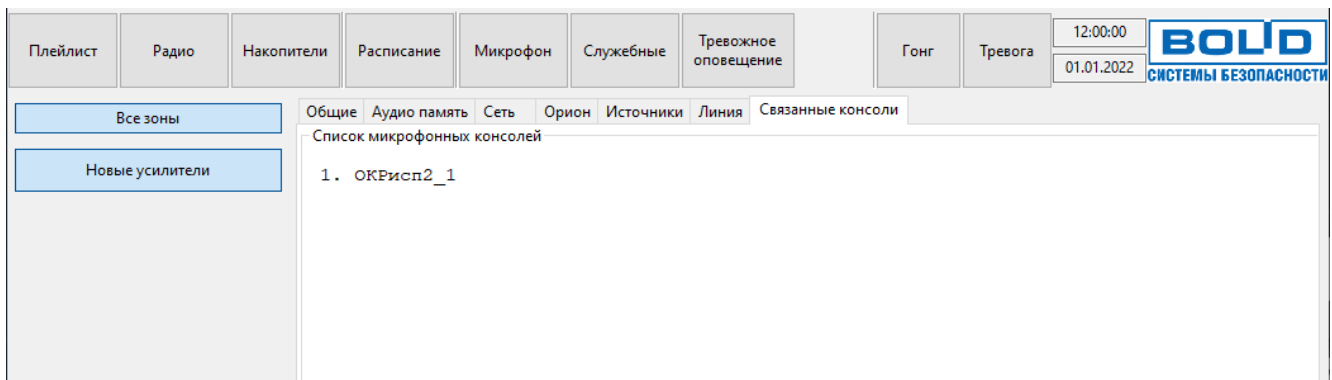 Плейлист Радио Накопители Расписание Микрофон Служебные Тревожное оповещение Гонг Тревога 12:00:00
01.01.2022
BOLID
СИСТЕМЫ БЕЗОПАСНОСТИ
Все зоны
Новые усилители
Общие Аудио память Сеть Орион Источники Линия Связанные консоли
Список микрофонных консолей
1. ОКРисп2_1